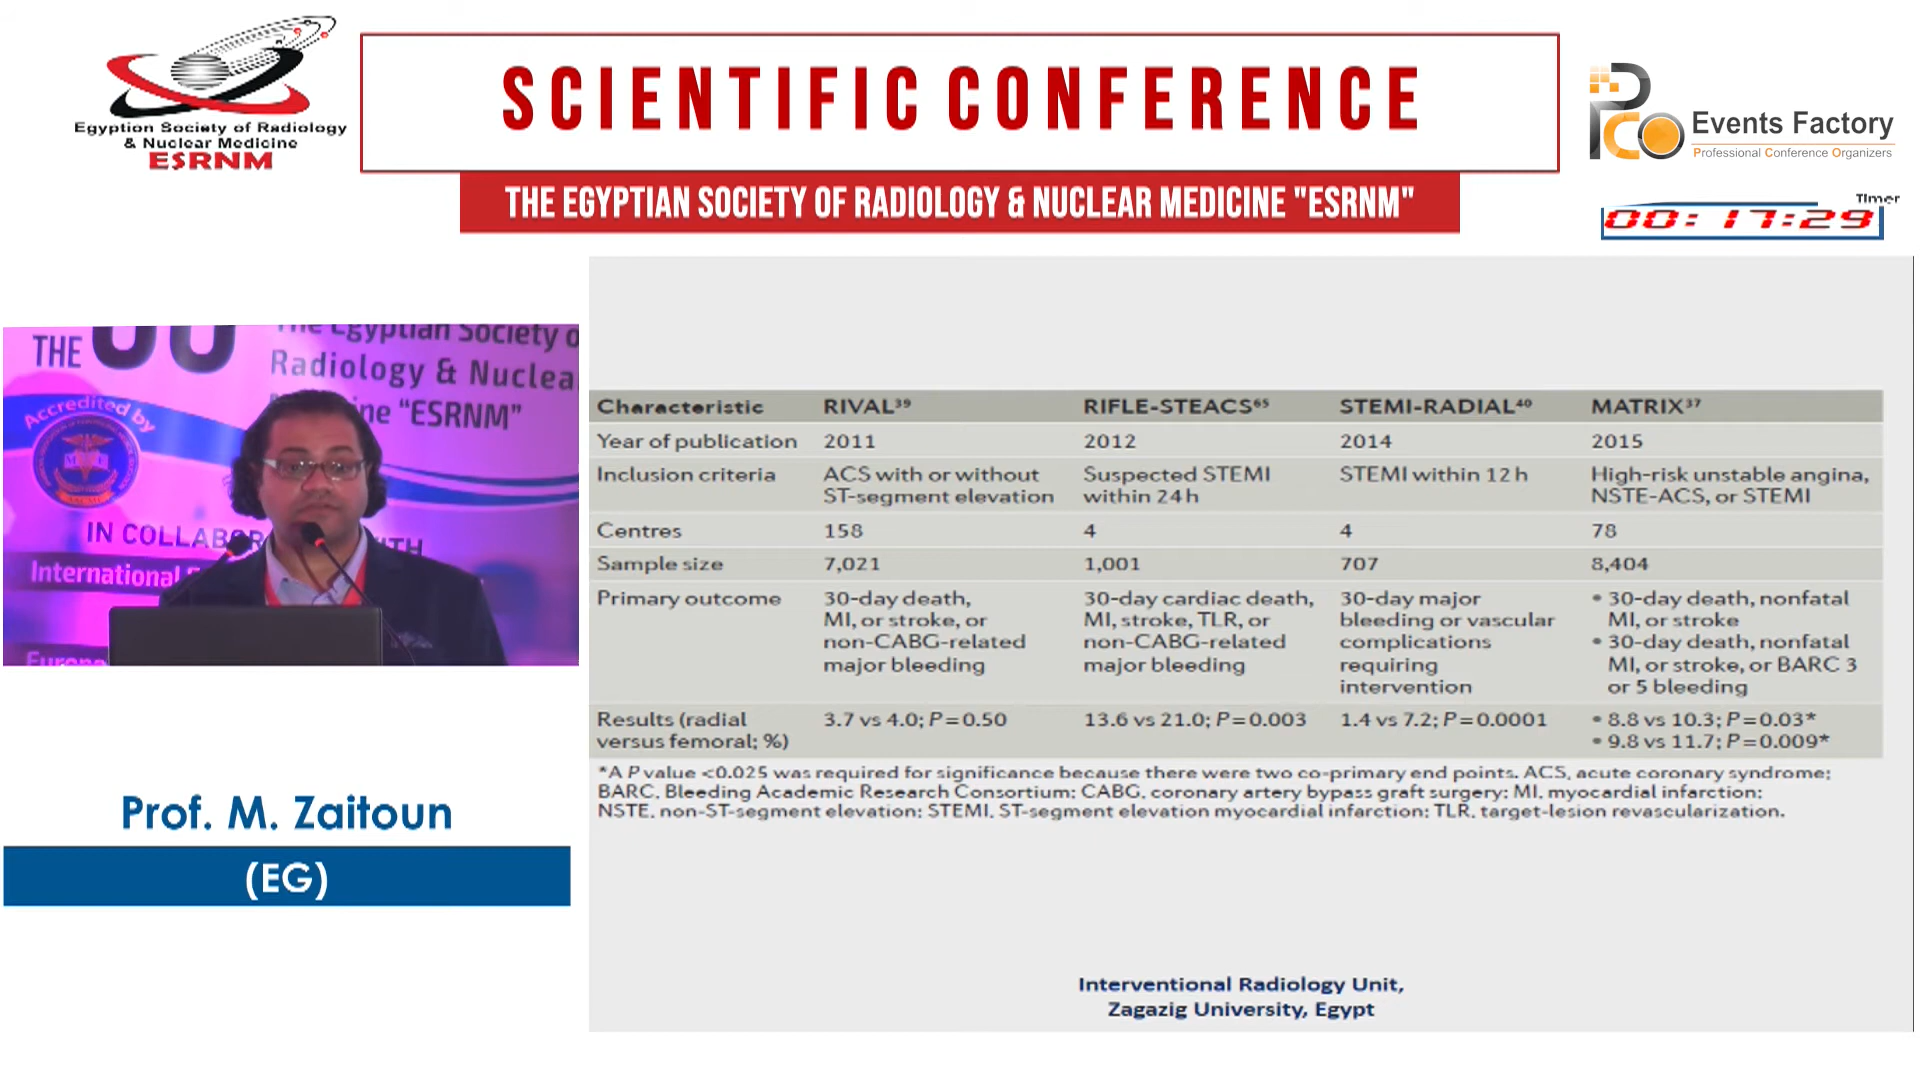 Egyptian Society of Radiology
& Nuclear Medicine
ESRNM
SCIENTIFIC CONFERENCE
THE EGYPTIAN SOCIETY OF RADIOLOGY & NUCLEAR MEDICINE "ESRNM"
PCO
Events Factory
Professional Conference Organizers
Timer
00:17:29
THE
The Egyptian Society o
Radiology & Nuclea
ine "ESRNM"
Accredited by
IN COLLABOR
ITH
International
Europe
Prof. M. Zaitoun
(EG)
Characteristic RIVAL³⁹ RIFLE-STEACS⁶⁵ STEMI-RADIAL⁴⁰ MATRIX³⁷
Year of publication 2011 2012 2014 2015
Inclusion criteria ACS with or without Suspected STEMI STEMI within 12 h High-risk unstable angina,
ST-segment elevation within 24 h NSTE-ACS, or STEMI
Centres 158 4 4 78
Sample size 7,021 1,001 707 8,404
Primary outcome 30-day death, 30-day cardiac death, 30-day major • 30-day death, nonfatal
MI, or stroke, or MI, stroke, TLR, or bleeding or vascular MI, or stroke
non-CABG-related non-CABG-related complications • 30-day death, nonfatal
major bleeding major bleeding requiring MI, or stroke, or BARC 3
intervention or 5 bleeding
Results (radial 3.7 vs 4.0; P=0.50 13.6 vs 21.0; P=0.003 1.4 vs 7.2; P=0.0001 • 8.8 vs 10.3; P=0.03*
versus femoral; %) • 9.8 vs 11.7; P=0.009*
*A P value <0.025 was required for significance because there were two co-primary end points. ACS, acute coronary syndrome;
BARC, Bleeding Academic Research Consortium; CABG, coronary artery bypass graft surgery; MI, myocardial infarction;
NSTE, non-ST-segment elevation; STEMI, ST-segment elevation myocardial infarction; TLR, target-lesion revascularization.
Interventional Radiology Unit,
Zagazig University, Egypt